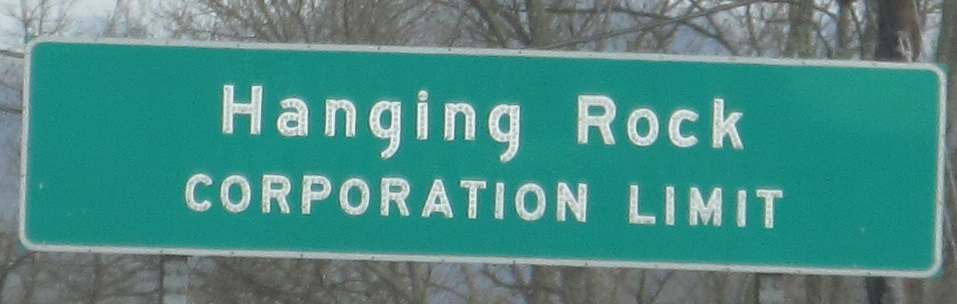 Hanging Rock
CORPORATION LIMIT